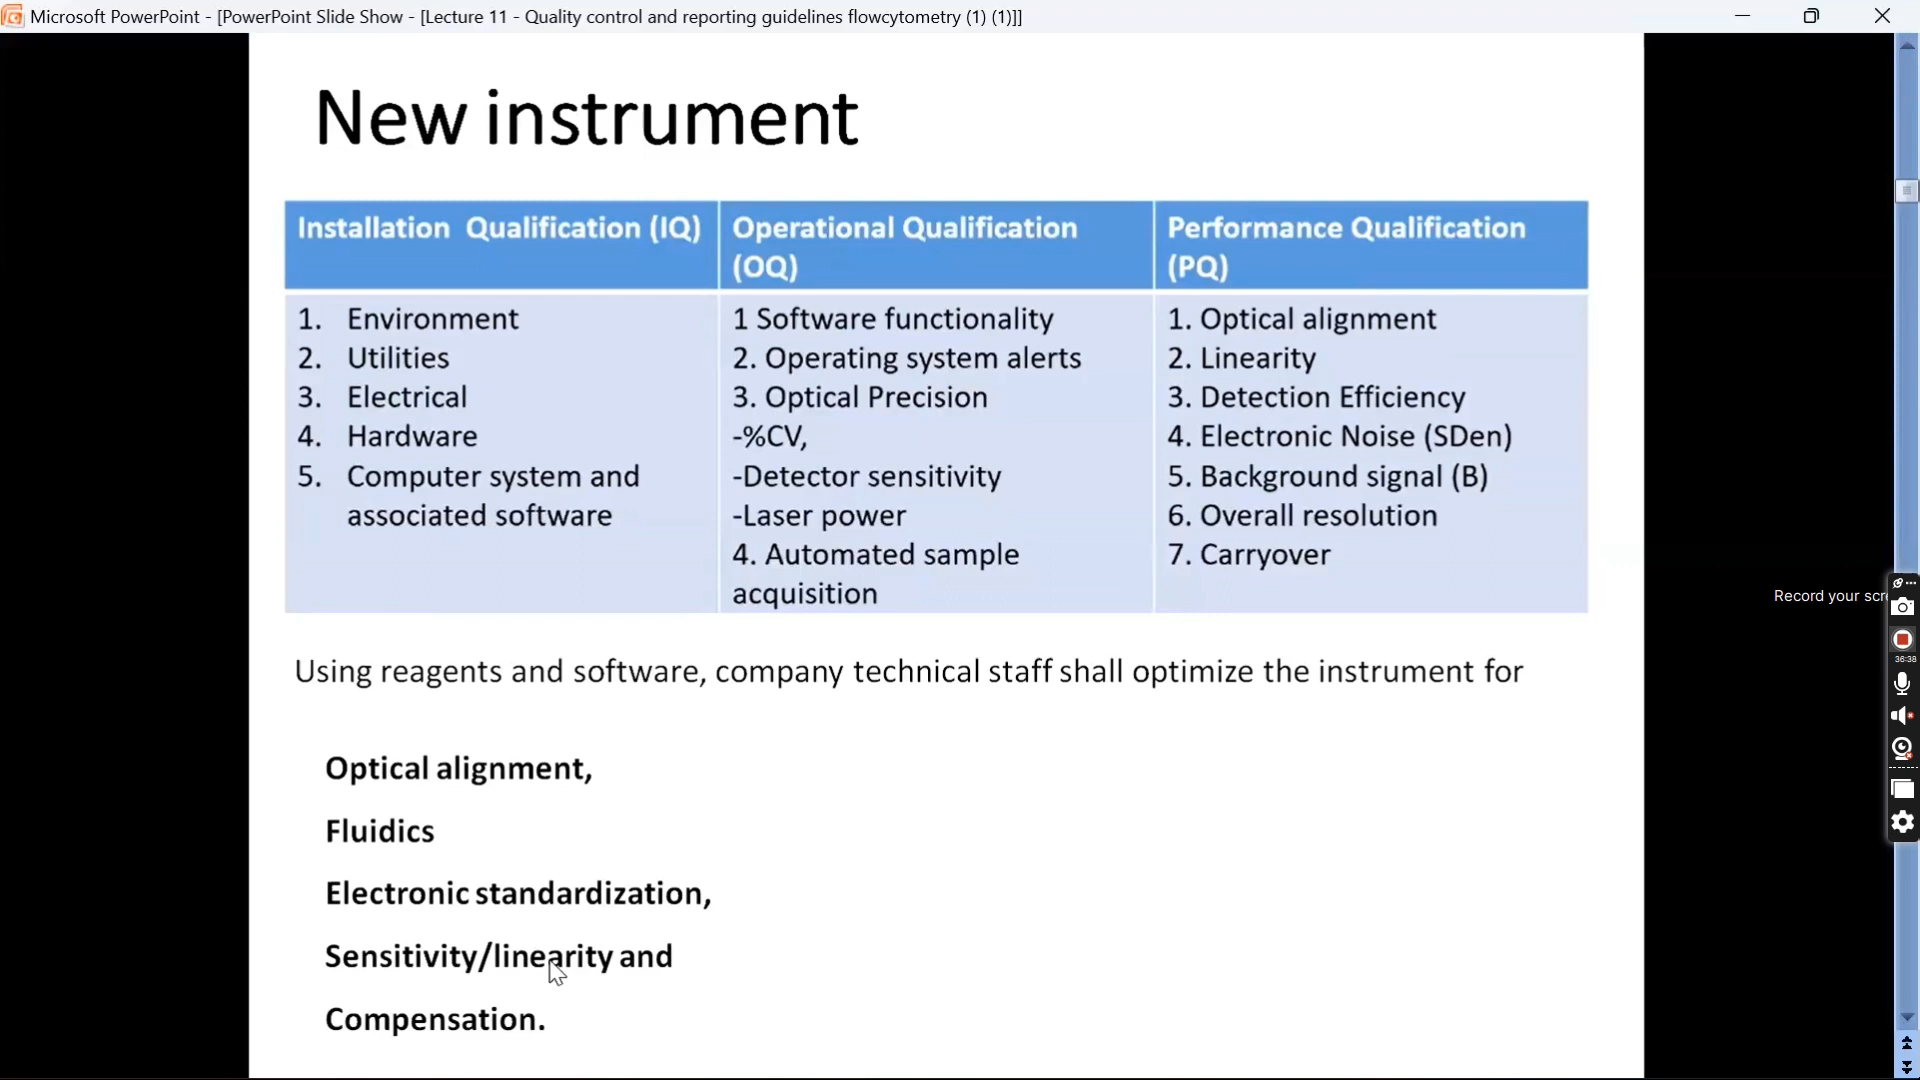 Microsoft PowerPoint - [PowerPoint Slide Show - [Lecture 11 - Quality control and reporting guidelines flowcytometry (1) (1)]]
New instrument
Installation Qualification (IQ)
Operational Qualification
(OQ)
Performance Qualification
(PQ)
1. Environment
2. Utilities
3. Electrical
4. Hardware
5. Computer system and
associated software
1 Software functionality
2. Operating system alerts
3. Optical Precision
-%CV,
-Detector sensitivity
-Laser power
4. Automated sample
acquisition
1. Optical alignment
2. Linearity
3. Detection Efficiency
4. Electronic Noise (SDen)
5. Background signal (B)
6. Overall resolution
7. Carryover
Using reagents and software, company technical staff shall optimize the instrument for
Optical alignment,
Fluidics
Electronic standardization,
Sensitivity/linearity and
Compensation.
Record your scre
36:38